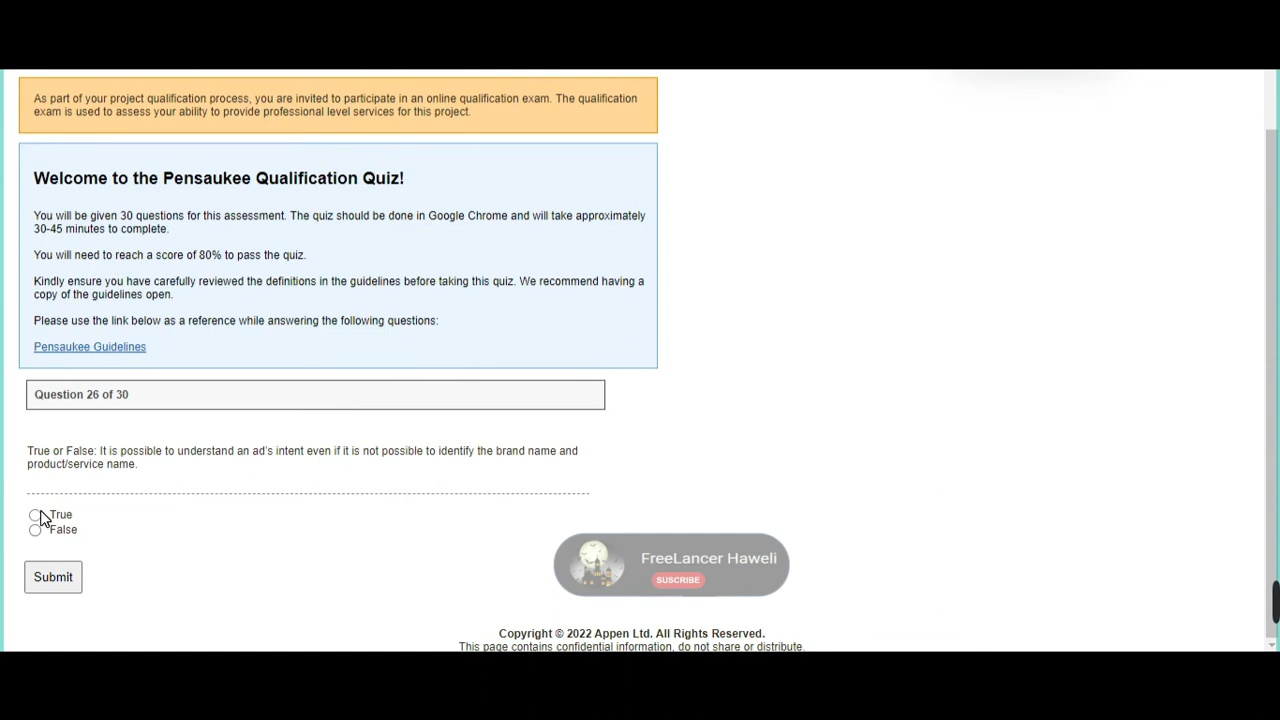 As part of your project qualification process, you are invited to participate in an online qualification exam. The qualification
exam is used to assess your ability to provide professional level services for this project.
Welcome to the Pensaukee Qualification Quiz!
You will be given 30 questions for this assessment. The quiz should be done in Google Chrome and will take approximately
30-45 minutes to complete.
You will need to reach a score of 80% to pass the quiz.
Kindly ensure you have carefully reviewed the definitions in the guidelines before taking this quiz. We recommend having a
copy of the guidelines open.
Please use the link below as a reference while answering the following questions:
Pensaukee Guidelines
Question 26 of 30
True or False: It is possible to understand an ad's intent even if it is not possible to identify the brand name and
product/service name.
True
False
Submit
FreeLancer Haweli
SUSCRIBE
Copyright © 2022 Appen Ltd. All Rights Reserved.
This page contains confidential information, do not share or distribute.